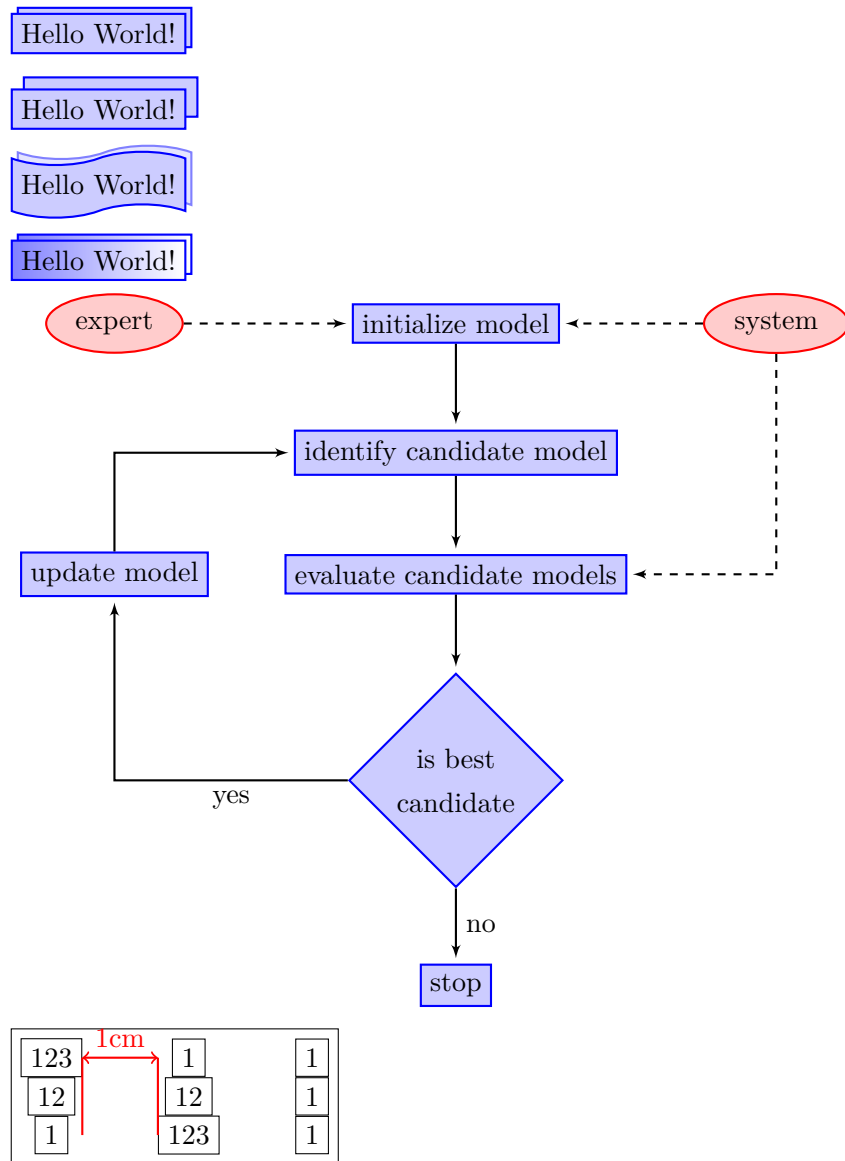 Hello World!
Hello World!
Hello World!
Hello World!
expert
initialize model
system
identify candidate model
update model
evaluate candidate models
is best
candidate
yes
no
stop
1cm
123 1 1
12 12 1
1 123 1